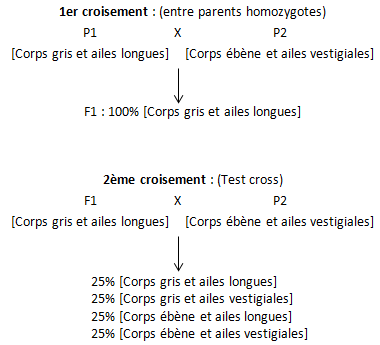 1er croisement : (entre parents homozygotes)
P1 X P2
[Corps gris et ailes longues] [Corps ébène et ailes vestigiales]
F1 : 100% [Corps gris et ailes longues]
2ème croisement : (Test cross)
F1 X P2
[Corps gris et ailes longues] [Corps ébène et ailes vestigiales]
25% [Corps gris et ailes longues]
25% [Corps gris et ailes vestigiales]
25% [Corps ébène et ailes longues]
25% [Corps ébène et ailes vestigiales]